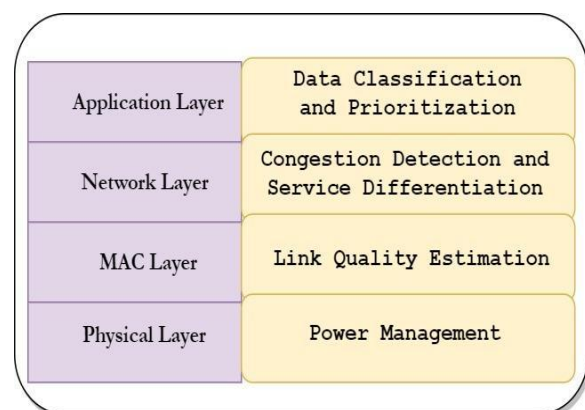 Application Layer
Data Classification
and Prioritization
Network Layer
Congestion Detection and
Service Differentiation
MAC Layer
Link Quality Estimation
Physical Layer
Power Management